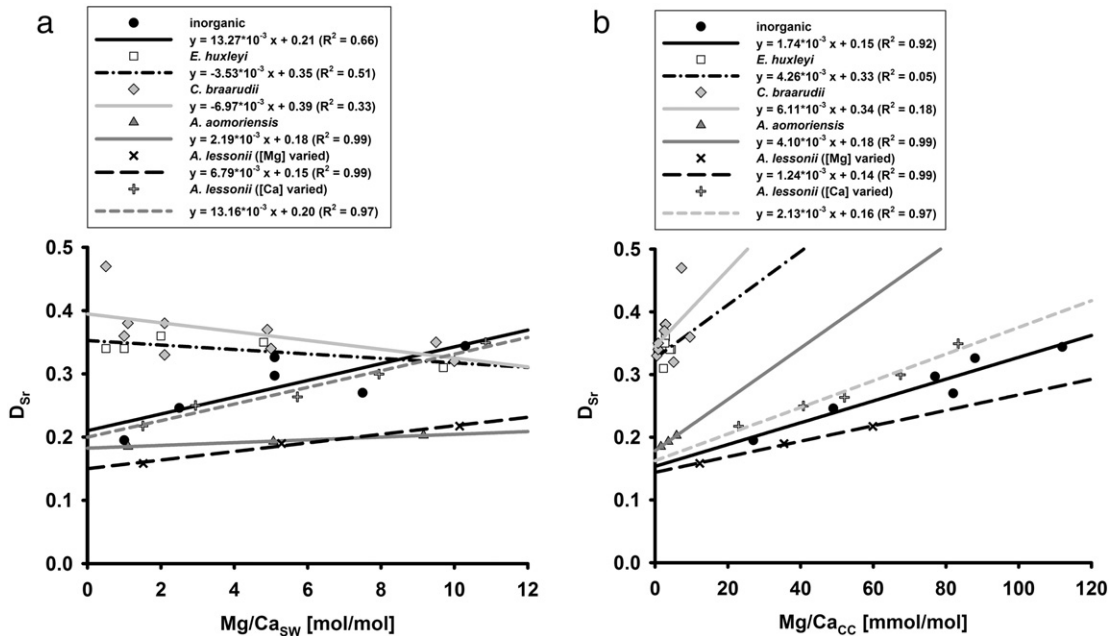 a
inorganic
y = 13.27*10⁻³ x + 0.21 (R² = 0.66)
E. huxleyi
y = -3.53*10⁻³ x + 0.35 (R² = 0.51)
C. braarudii
y = -6.97*10⁻³ x + 0.39 (R² = 0.33)
A. aomoriensis
y = 2.19*10⁻³ x + 0.18 (R² = 0.99)
A. lessonii ([Mg] varied)
y = 6.79*10⁻³ x + 0.15 (R² = 0.99)
A. lessonii ([Ca] varied)
y = 13.16*10⁻³ x + 0.20 (R² = 0.97)
0.5
0.4
0.3
0.2
0.1
0.0
D_Sr
0 2 4 6 8 10 12
Mg/Ca_SW [mol/mol]
b
inorganic
y = 1.74*10⁻³ x + 0.15 (R² = 0.92)
E. huxleyi
y = 4.26*10⁻³ x + 0.33 (R² = 0.05)
C. braarudii
y = 6.11*10⁻³ x + 0.34 (R² = 0.18)
A. aomoriensis
y = 4.10*10⁻³ x + 0.18 (R² = 0.99)
A. lessonii ([Mg] varied)
y = 1.24*10⁻³ x + 0.14 (R² = 0.99)
A. lessonii ([Ca] varied)
y = 2.13*10⁻³ x + 0.16 (R² = 0.97)
0.5
0.4
0.3
0.2
0.1
0.0
D_Sr
0 20 40 60 80 100 120
Mg/Ca_CC [mmol/mol]